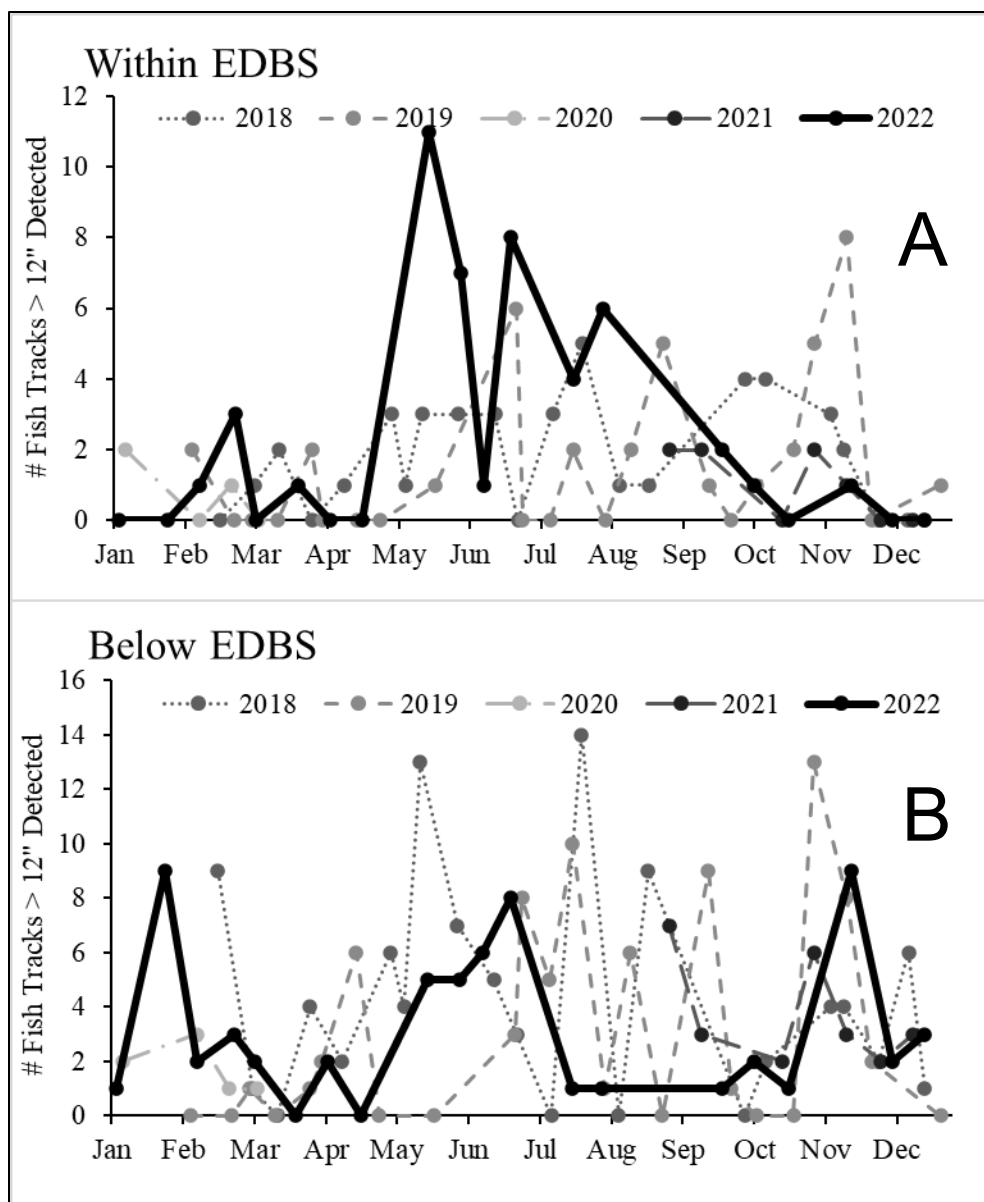 Within EDBS
12
2018 2019 2020 2021 2022
10
8
6
4
2
0
# Fish Tracks > 12" Detected
A
Jan Feb Mar Apr May Jun Jul Aug Sep Oct Nov Dec
Below EDBS
16
2018 2019 2020 2021 2022
14
12
10
8
6
4
2
0
# Fish Tracks > 12" Detected
B
Jan Feb Mar Apr May Jun Jul Aug Sep Oct Nov Dec